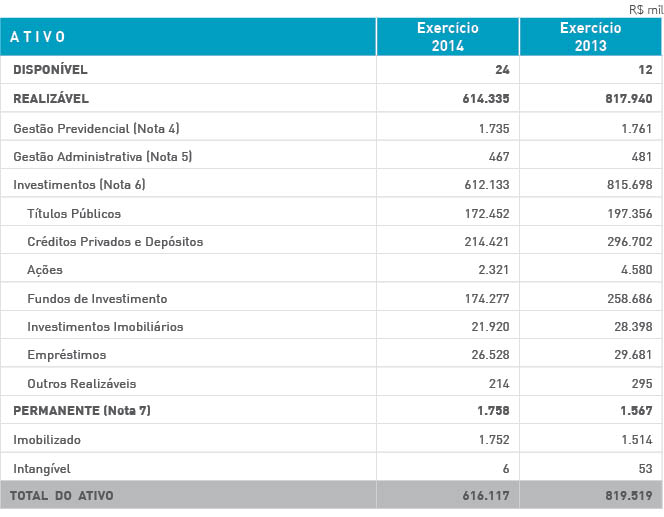 R$ mil
ATIVO Exercício 2014 Exercício 2013
DISPONÍVEL 24 12
REALIZÁVEL 614.335 817.940
Gestão Previdencial (Nota 4) 1.735 1.761
Gestão Administrativa (Nota 5) 467 481
Investimentos (Nota 6) 612.133 815.698
Títulos Públicos 172.452 197.356
Créditos Privados e Depósitos 214.421 296.702
Ações 2.321 4.580
Fundos de Investimento 174.277 258.686
Investimentos Imobiliários 21.920 28.398
Empréstimos 26.528 29.681
Outros Realizáveis 214 295
PERMANENTE (Nota 7) 1.758 1.567
Imobilizado 1.752 1.514
Intangível 6 53
TOTAL DO ATIVO 616.117 819.519